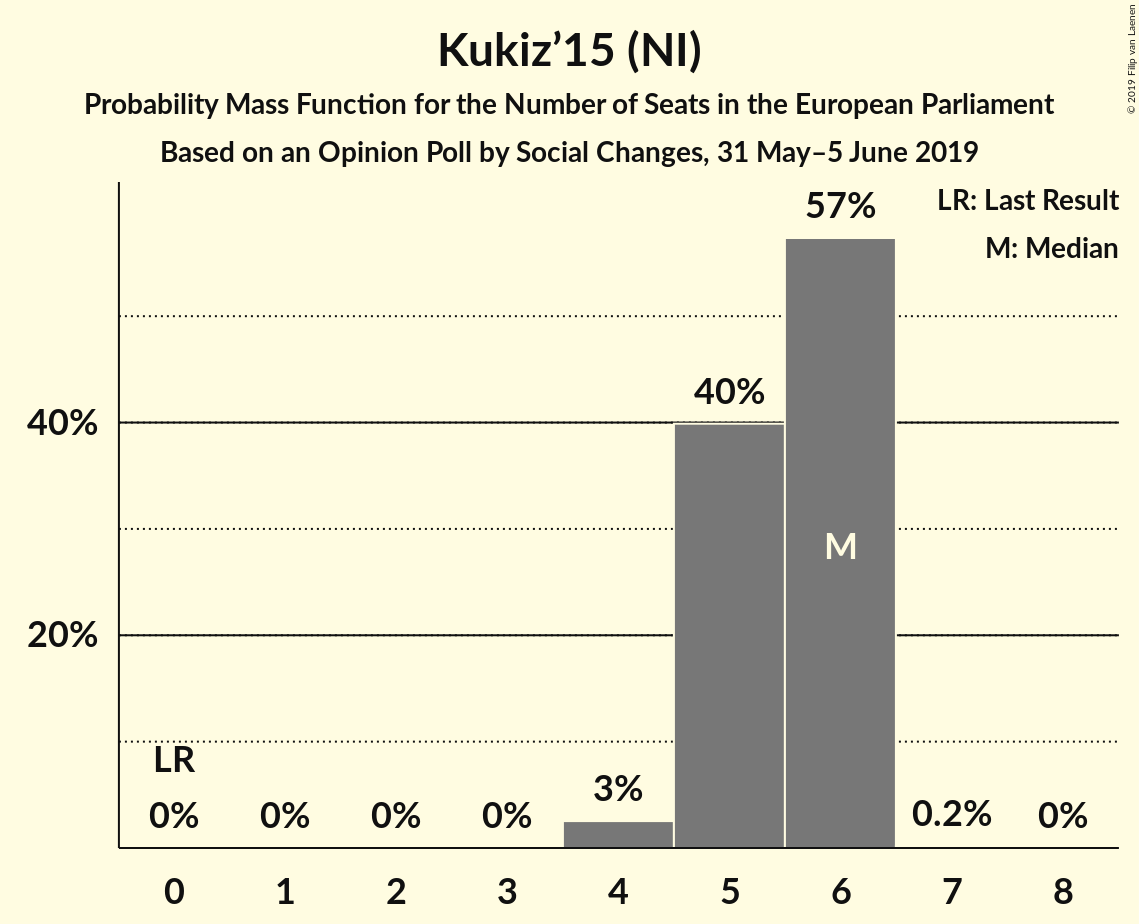 Kukiz’15 (NI)
Probability Mass Function for the Number of Seats in the European Parliament
Based on an Opinion Poll by Social Changes, 31 May–5 June 2019
© 2019 Filip van Laenen
LR: Last Result
M: Median
57%
40%
40%
M
20%
LR
3%
0% 0% 0% 0% 0.2% 0%
0 1 2 3 4 5 6 7 8